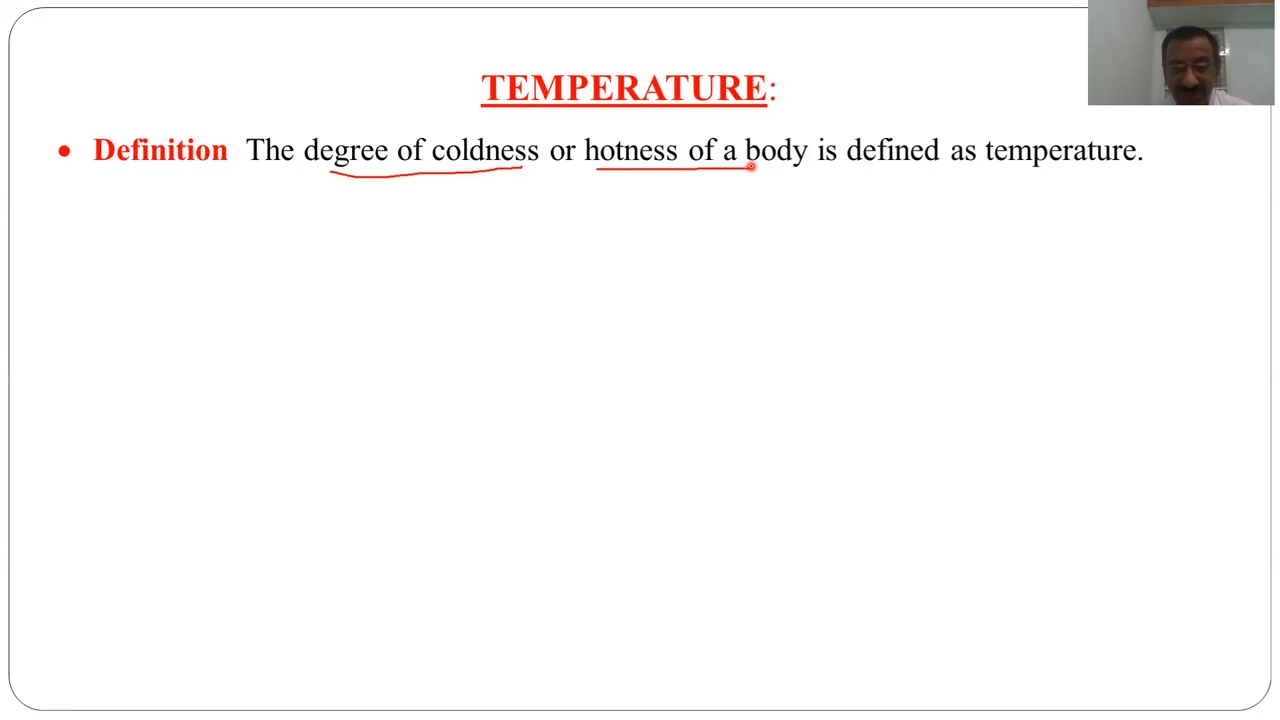 TEMPERATURE:
• Definition The degree of coldness or hotness of a body is defined as temperature.